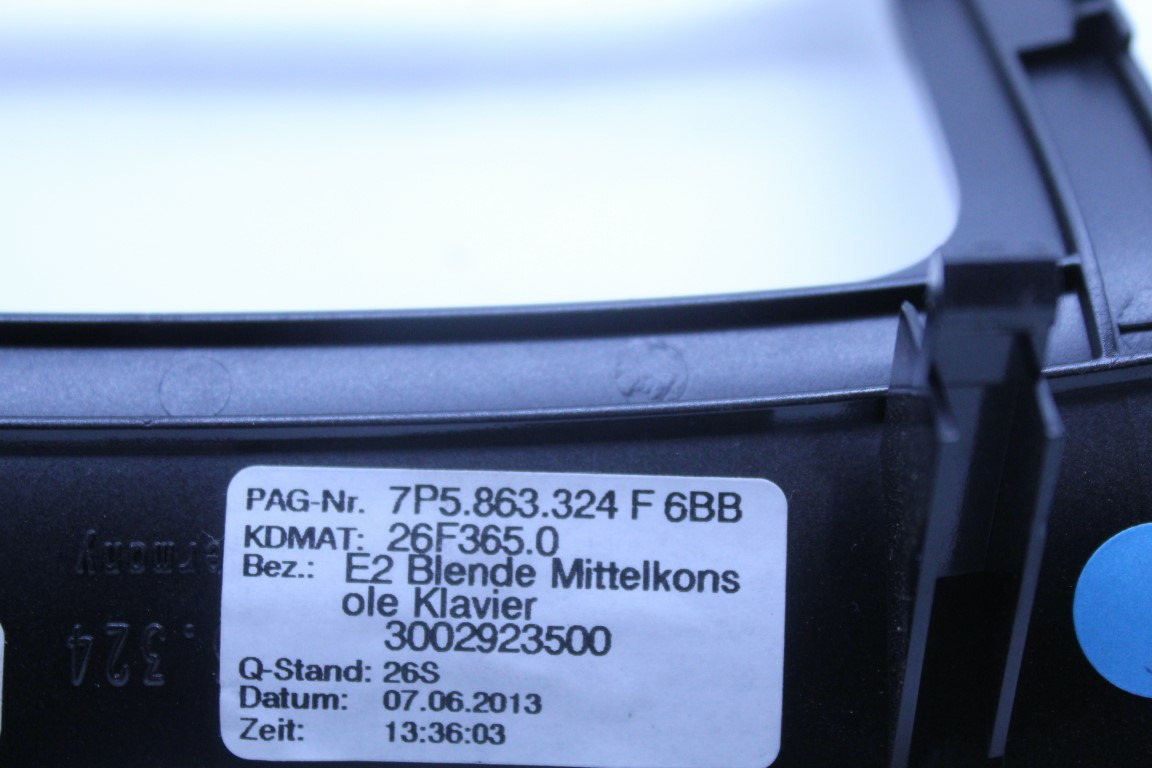 PAG-Nr. 7P5.863.324 F 6BB
KDMAT: 26F365.0
Bez.: E2 Blende Mittelkons
ole Klavier
3002923500
Q-Stand: 26S
Datum: 07.06.2013
Zeit: 13:36:03
.324